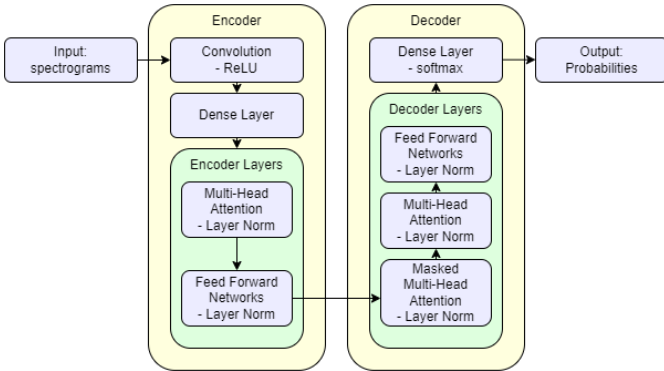 Encoder
Decoder
Input:
spectrograms
Convolution
- ReLU
Dense Layer
Encoder Layers
Multi-Head
Attention
- Layer Norm
Feed Forward
Networks
- Layer Norm
Dense Layer
- softmax
Output:
Probabilities
Decoder Layers
Feed Forward
Networks
- Layer Norm
Multi-Head
Attention
- Layer Norm
Masked
Multi-Head
Attention
- Layer Norm